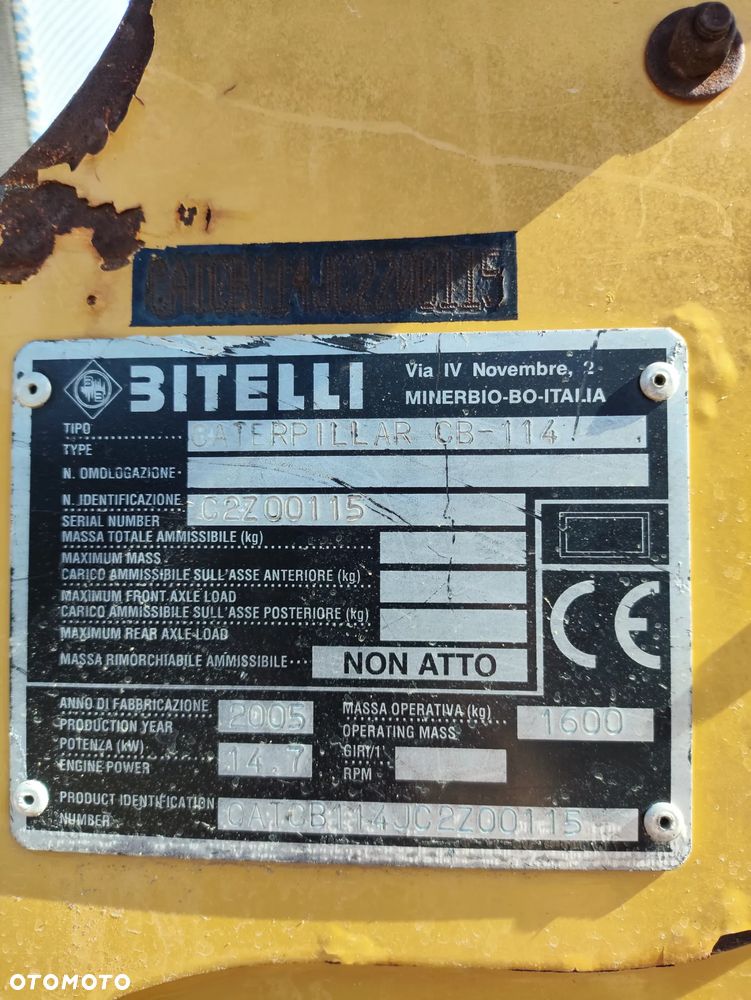 CATCB114JC2Z00115
BITELLI
Via IV Novembre, 2
MINERBIO-BO-ITALIA
TIPO
TYPE
CATERPILLAR CB-114
N. OMOLOGAZIONE
N. IDENTIFICAZIONE
SERIAL NUMBER
C2Z00115
MASSA TOTALE AMMISSIBILE (kg)
MAXIMUM MASS
CARICO AMMISSIBILE SULL'ASSE ANTERIORE (kg)
MAXIMUM FRONT AXLE LOAD
CARICO AMMISSIBILE SULL'ASSE POSTERIORE (kg)
MAXIMUM REAR AXLE LOAD
MASSA RIMORCHIABILE AMMISSIBILE
NON ATTO
CE
ANNO DI FABBRICAZIONE
PRODUCTION YEAR
2005
MASSA OPERATIVA (kg)
OPERATING MASS
1600
POTENZA (kW)
ENGINE POWER
14.7
GIRI/1'
RPM
PRODUCT IDENTIFICATION
NUMBER
CATCB114JC2Z00115
OTOMOTO